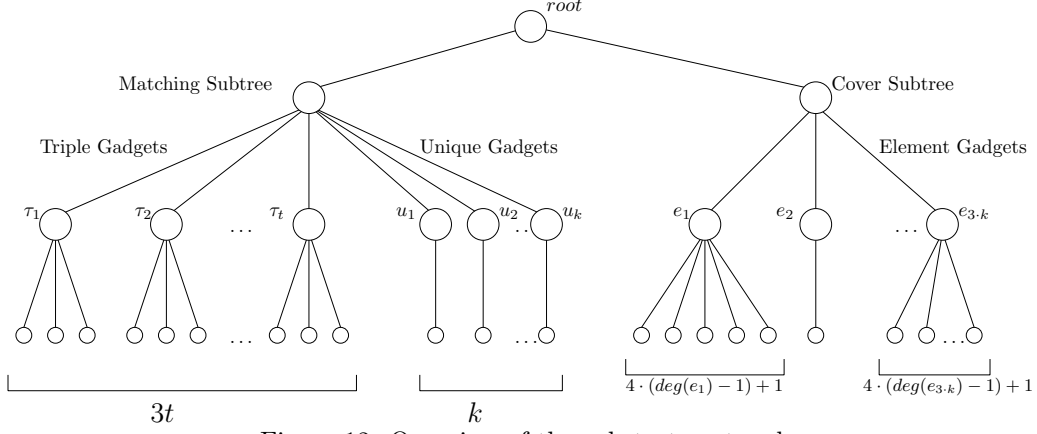 root
Matching Subtree
Cover Subtree
Triple Gadgets
Unique Gadgets
Element Gadgets
τ₁ τ₂ ... τₜ u₁ u₂ ... uₖ e₁ e₂ ... e₃.ₖ
... ... ...
4 · (deg(e₁) − 1) + 1 4 · (deg(e₃.ₖ) − 1) + 1
3t k